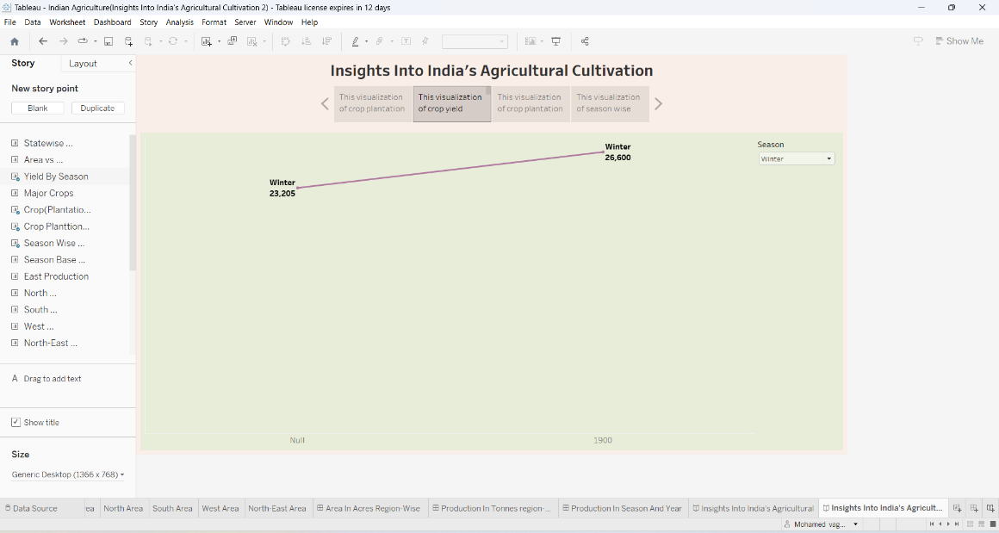 Tableau - Indian Agriculture(Insights Into India's Agricultural Cultivation 2) - Tableau license expires in 12 days
File Data Worksheet Dashboard Story Analysis Format Server Window Help
Show Me
Story Layout
New story point
Blank Duplicate
Statewise ...
Area vs ...
Yield By Season
Major Crops
Crop(Plantatio...
Crop Planttion...
Season Wise ...
Season Base ...
East Production
North ...
South ...
West ...
North-East ...
A Drag to add text
Show title
Size
Generic Desktop (1366 x 768)
Insights Into India's Agricultural Cultivation
This visualization
of crop plantation
This visualization
of crop yield
This visualization
of crop plantation
This visualization
of season wise
Winter
23,205
Winter
26,600
Season
Winter
Null 1900
Data Source ea North Area South Area West Area North-East Area Area In Acres Region-Wise Production In Tonnes region-... Production In Season And Year Insights Into India's Agricultural Insights Into India's Agricult...
Mohamed vag...